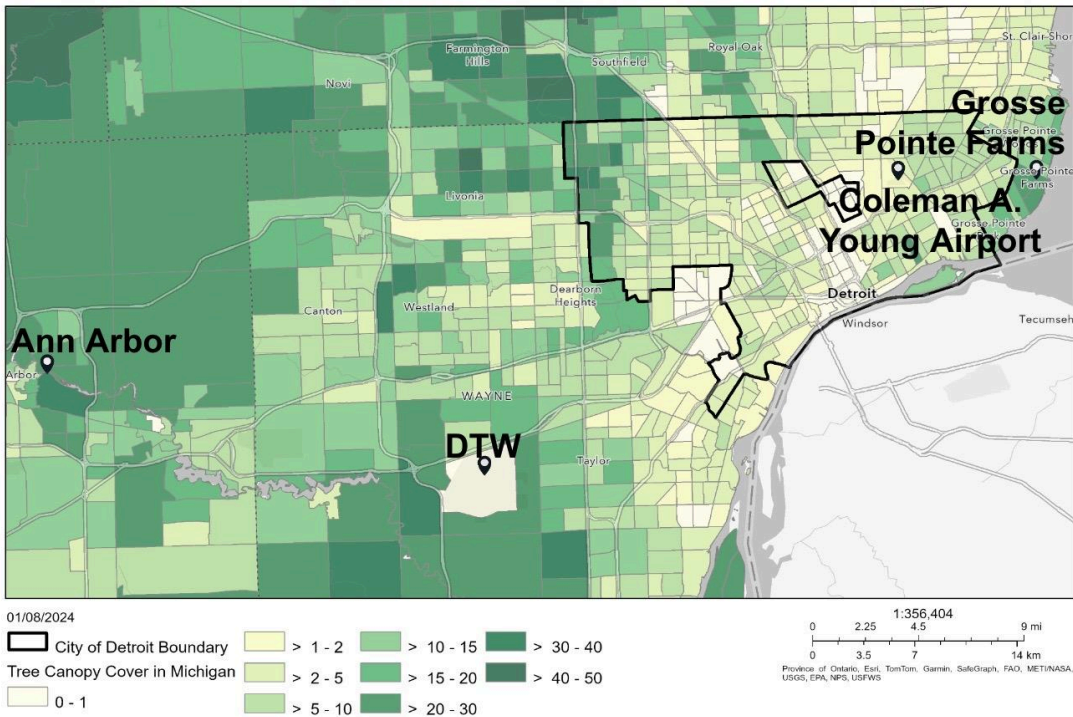 St. Clair Shor
Royal Oak
Farmington
Hills
Southfield
Novi
Grosse
Pointe Farms
Grosse Pointe
Grosse Pointe
Farms
Livonia
Coleman A.
Young Airport
Grosse Pointe
Dearborn
Heights
Detroit
Canton
Westland
Windsor
Tecumseh
Ann Arbor
Arbor
WAYNE
DTW
Taylor
01/08/2024
City of Detroit Boundary
Tree Canopy Cover in Michigan
0 - 1
> 1 - 2
> 2 - 5
> 5 - 10
> 10 - 15
> 15 - 20
> 20 - 30
> 30 - 40
> 40 - 50
1:356,404
0 2.25 4.5 9 mi
0 3.5 7 14 km
Province of Ontario, Esri, TomTom, Garmin, SafeGraph, FAO, METI/NASA,
USGS, EPA, NPS, USFWS